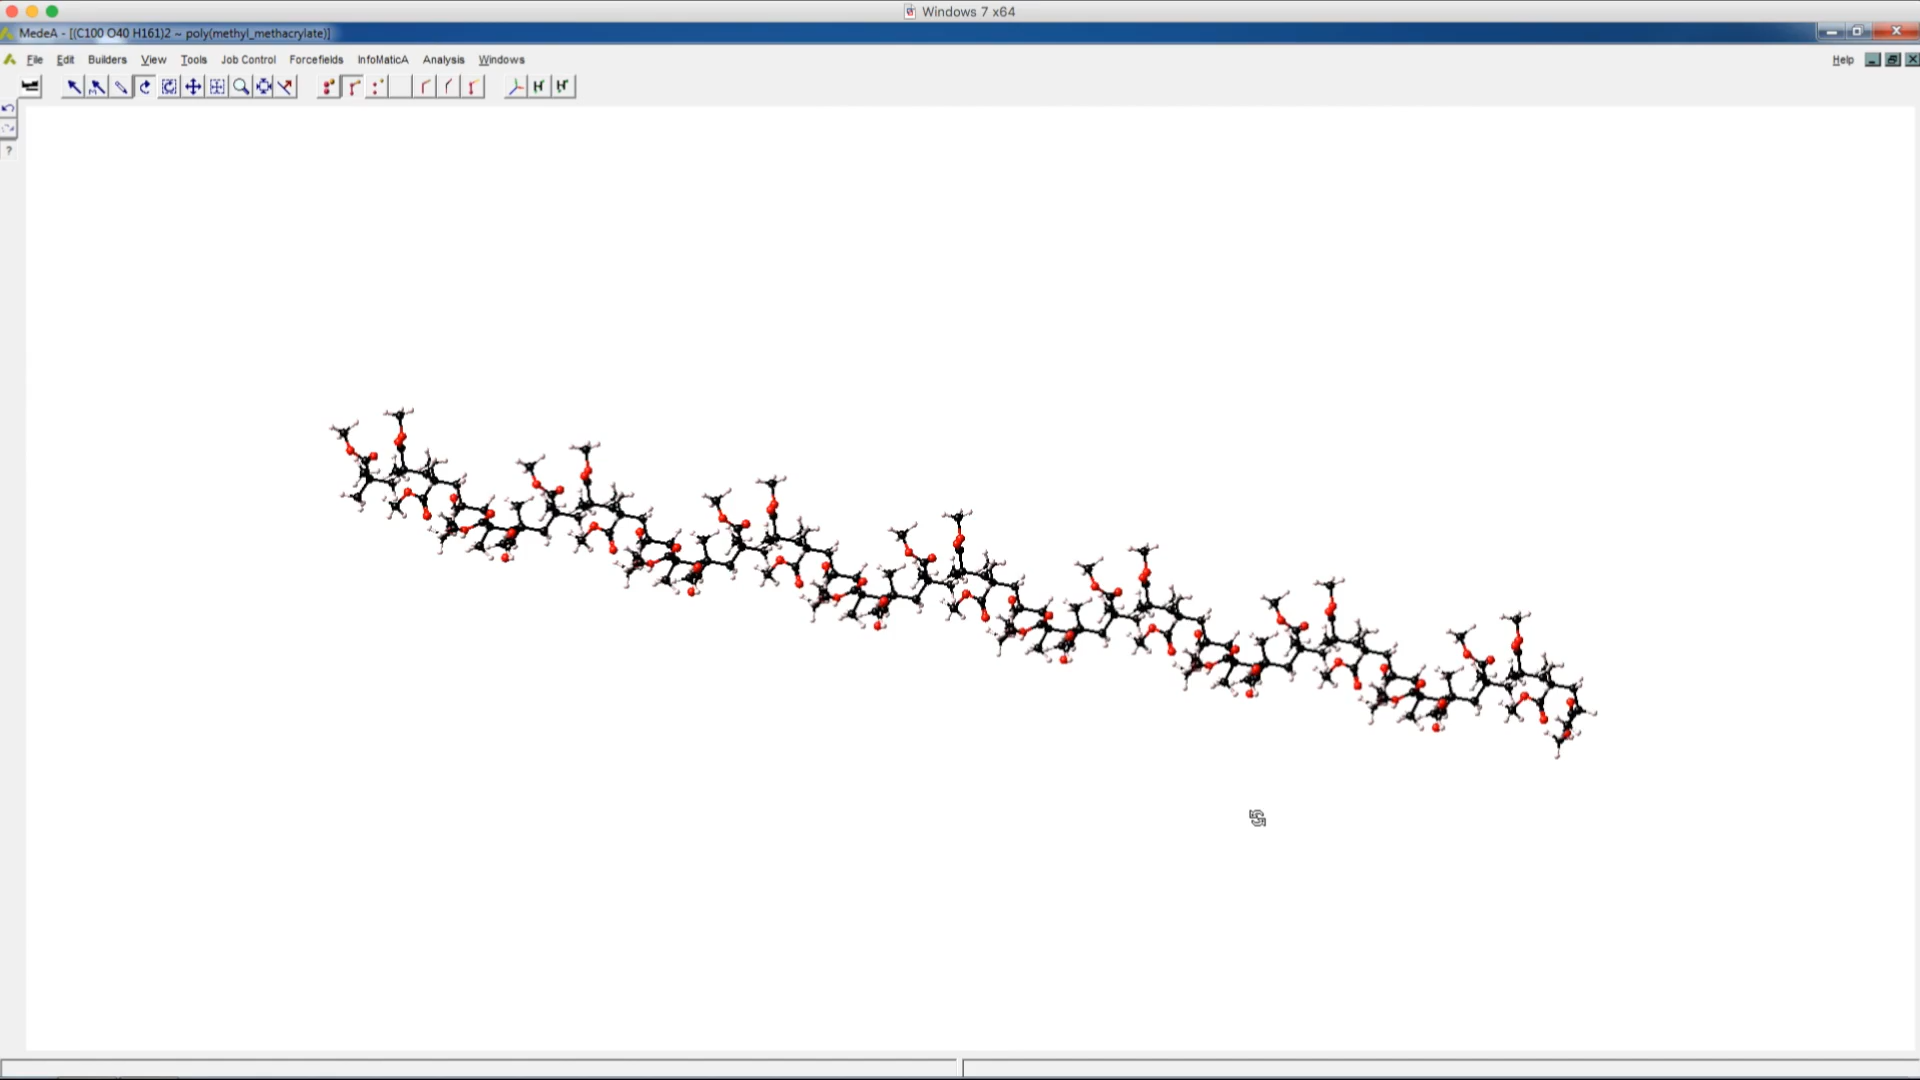 Windows 7 x64
MedeA - [(C100 O40 H161)2 ~ poly(methyl_methacrylate)]
File Edit Builders View Tools Job Control Forcefields InfoMaticA Analysis Windows Help
?